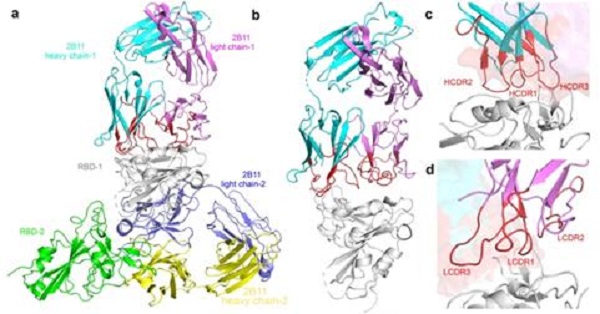 a
b
c
d
2B11
heavy chain-1
2B11
light chain-1
RBD-1
2B11
light chain-2
RBD-2
2B11
heavy chain-2
HCDR2
HCDR1
HCDR3
LCDR3
LCDR1
LCDR2